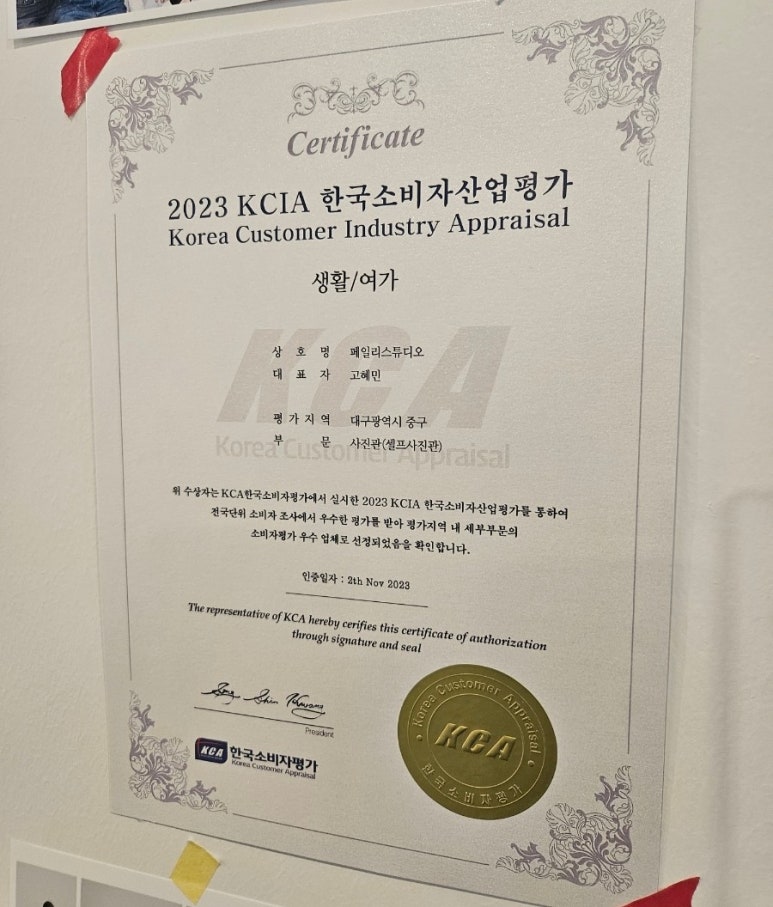 Certificate
2023 KCIA 한국소비자산업평가
Korea Customer Industry Appraisal
생활/여가
KCA
Korea Customer Appraisal
상 호 명 페일리스튜디오
대 표 자 고혜민
평 가 지 역 대구광역시 중구
부 문 사진관(셀프사진관)
위 수상자는 KCA한국소비자평가에서 실시한 2023 KCIA 한국소비자산업평가를 통하여
전국단위 소비자 조사에서 우수한 평가를 받아 평가지역 내 세부부문의
소비자평가 우수 업체로 선정되었음을 확인합니다.
인증일자 : 2th Nov 2023
The representative of KCA hereby cerifies this certificate of authorization
through signature and seal
Song Shin Hwang
President
KCA 한국소비자평가
Korea Customer Appraisal
Korea Customer Appraisal
KCA
한국소비자평가